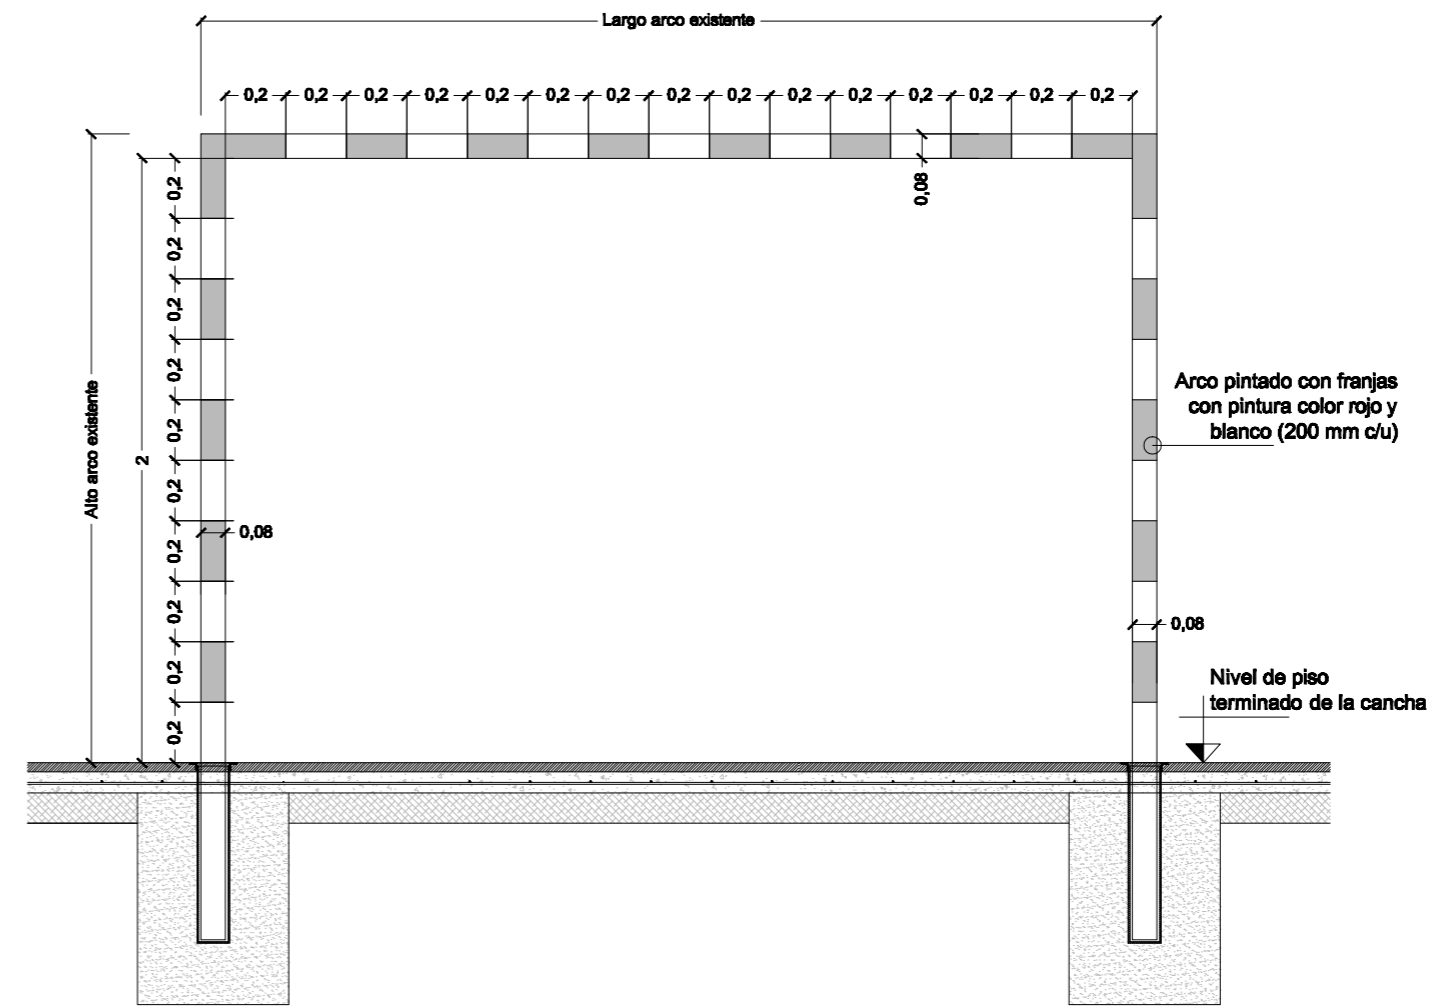 Largo arco existente
0,2 0,2 0,2 0,2 0,2 0,2 0,2 0,2 0,2 0,2 0,2 0,2 0,2 0,2 0,2
0,08
Alto arco existente
2
0,2
0,2
0,2
0,2
0,2
0,2
0,2
0,2
0,2
0,2
0,08
Arco pintado con franjas
con pintura color rojo y
blanco (200 mm c/u)
0,08
Nivel de piso
terminado de la cancha